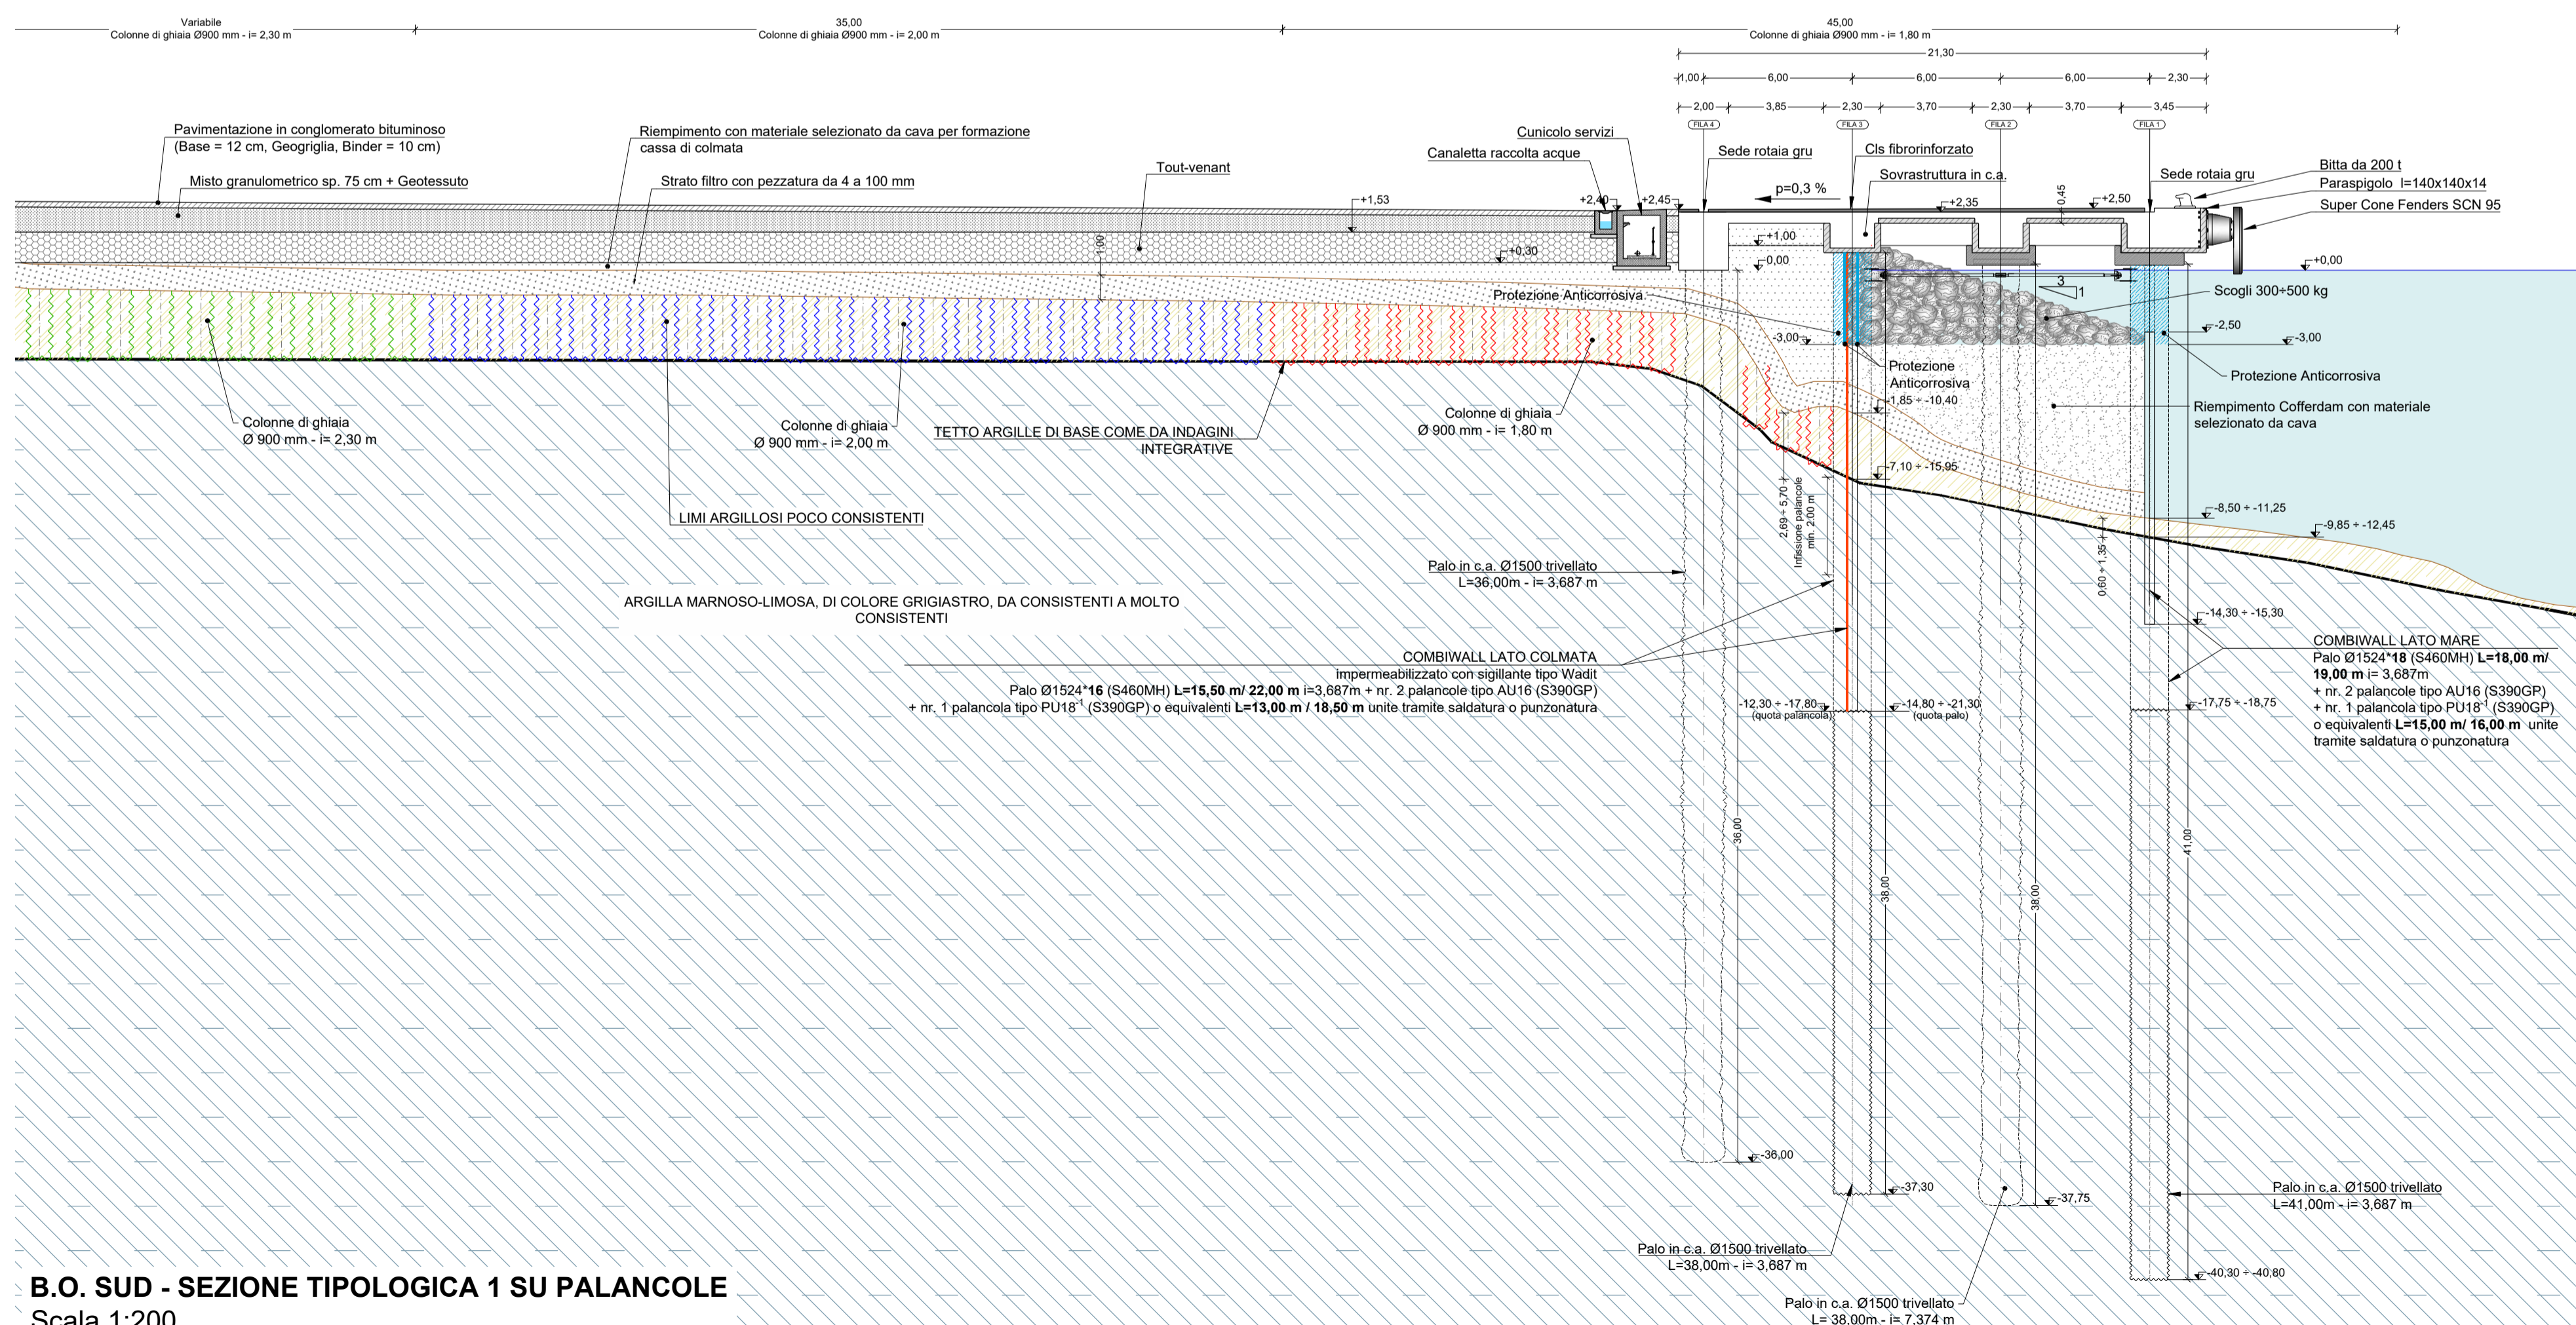 Variabile
Colonne di ghiaia Ø900 mm - i= 2,30 m
35,00
Colonne di ghiaia Ø900 mm - i= 2,00 m
45,00
Colonne di ghiaia Ø900 mm - i= 1,80 m
21,30
1,00
6,00
6,00
6,00
2,30
2,00
3,85
2,30
3,70
2,30
3,70
3,45
FILA 4
FILA 3
FILA 2
FILA 1
Pavimentazione in conglomerato bituminoso
(Base = 12 cm, Geogriglia, Binder = 10 cm)
Misto granulometrico sp. 75 cm + Geotessuto
Riempimento con materiale selezionato da cava per formazione
cassa di colmata
Strato filtro con pezzatura da 4 a 100 mm
Tout-venant
Cunicolo servizi
Canaletta raccolta acque
Sede rotaia gru
Cls fibrorinforzato
Sovrastruttura in c.a.
p=0,3 %
Sede rotaia gru
Bitta da 200 t
Paraspigolo l=140x140x14
Super Cone Fenders SCN 95
+1,53
+2,40
+2,45
+2,35
0,45
+2,50
+0,30
1,00
+1,00
0,00
+0,00
3
1
Protezione Anticorrosiva
Scogli 300÷500 kg
-2,50
-3,00
-3,00
Protezione
Anticorrosiva
Protezione Anticorrosiva
-1,85 ÷ -10,40
Riempimento Cofferdam con materiale
selezionato da cava
Colonne di ghiaia
Ø 900 mm - i= 2,30 m
Colonne di ghiaia
Ø 900 mm - i= 2,00 m
TETTO ARGILLE DI BASE COME DA INDAGINI
INTEGRATIVE
Colonne di ghiaia
Ø 900 mm - i= 1,80 m
-7,10 ÷ -15,95
2,69 ÷ 5,70
Infissione palancole
min. 2.00 m
LIMI ARGILLOSI POCO CONSISTENTI
-8,50 ÷ -11,25
-9,85 ÷ -12,45
0,60 ÷ 1,35
Palo in c.a. Ø1500 trivellato
L=36,00m - i= 3,687 m
ARGILLA MARNOSO-LIMOSA, DI COLORE GRIGIASTRO, DA CONSISTENTI A MOLTO
CONSISTENTI
-14,30 ÷ -15,30
COMBIWALL LATO COLMATA
impermeabilizzato con sigillante tipo Wadit
Palo Ø1524*16 (S460MH) L=15,50 m/ 22,00 m i=3,687m + nr. 2 palancole tipo AU16 (S390GP)
+ nr. 1 palancola tipo PU18-1 (S390GP) o equivalenti L=13,00 m / 18,50 m unite tramite saldatura o punzonatura
COMBIWALL LATO MARE
Palo Ø1524*18 (S460MH) L=18,00 m/
19,00 m i= 3,687m
+ nr. 2 palancole tipo AU16 (S390GP)
+ nr. 1 palancola tipo PU18-1 (S390GP)
o equivalenti L=15,00 m/ 16,00 m unite
tramite saldatura o punzonatura
-12,30 ÷ -17,80
(quota palancola)
-14,80 ÷ -21,30
(quota palo)
-17,75 ÷ -18,75
36,00
38,00
38,00
41,00
-36,00
-37,30
-37,75
Palo in c.a. Ø1500 trivellato
L=41,00m - i= 3,687 m
Palo in c.a. Ø1500 trivellato
L=38,00m - i= 3,687 m
-40,30 ÷ -40,80
Palo in c.a. Ø1500 trivellato
L= 38,00m - i= 7,374 m
B.O. SUD - SEZIONE TIPOLOGICA 1 SU PALANCOLE
Scala 1:200